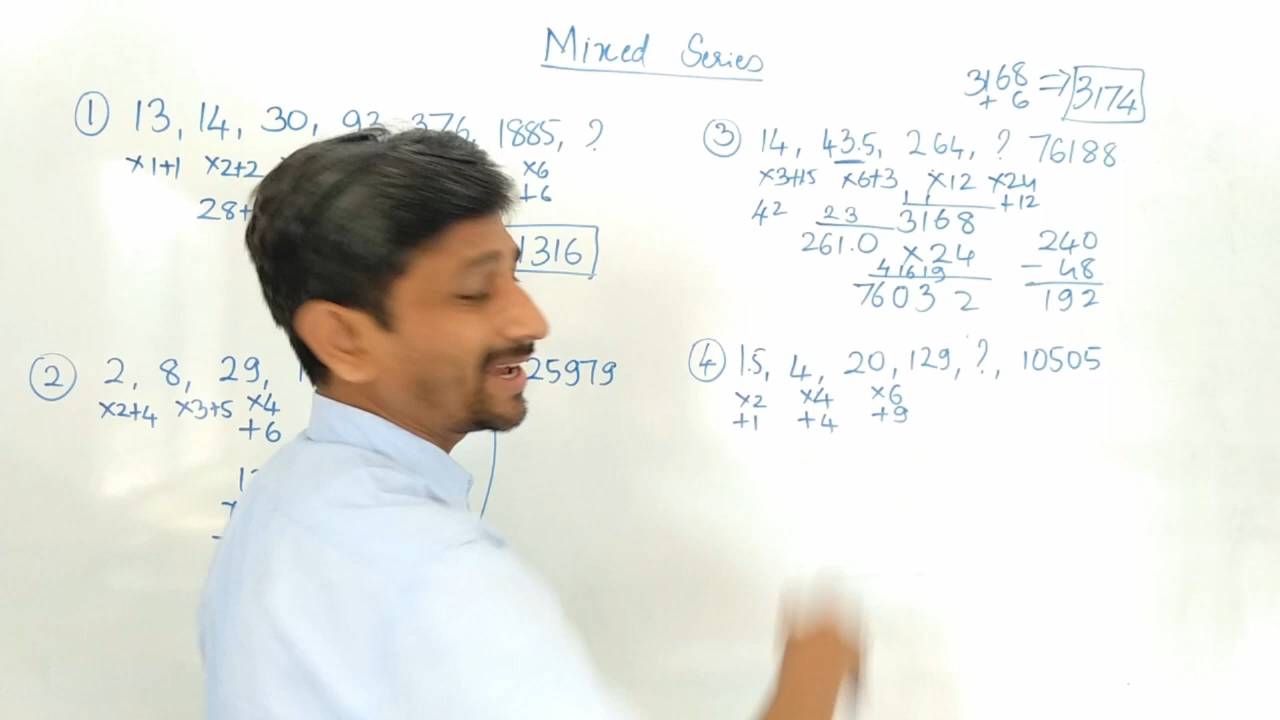 Mixed Series
① 13, 14, 30, 93, 376, 1885, ?
×1+1 ×2+2 ×6
+6
28+
1316
② 2, 8, 29, 25979
×2+4 ×3+5 ×4
+6
3168 ⇒ 3174
+ 6
③ 14, 43.5, 264, ? 76188
×3+1.5 ×6+3 ×12 ×24
+12
42 23 3168
261.0 ×24
41619
76032
240
- 48
192
④ 1.5, 4, 20, 129, ?, 10505
×2 ×4 ×6
+1 +4 +9